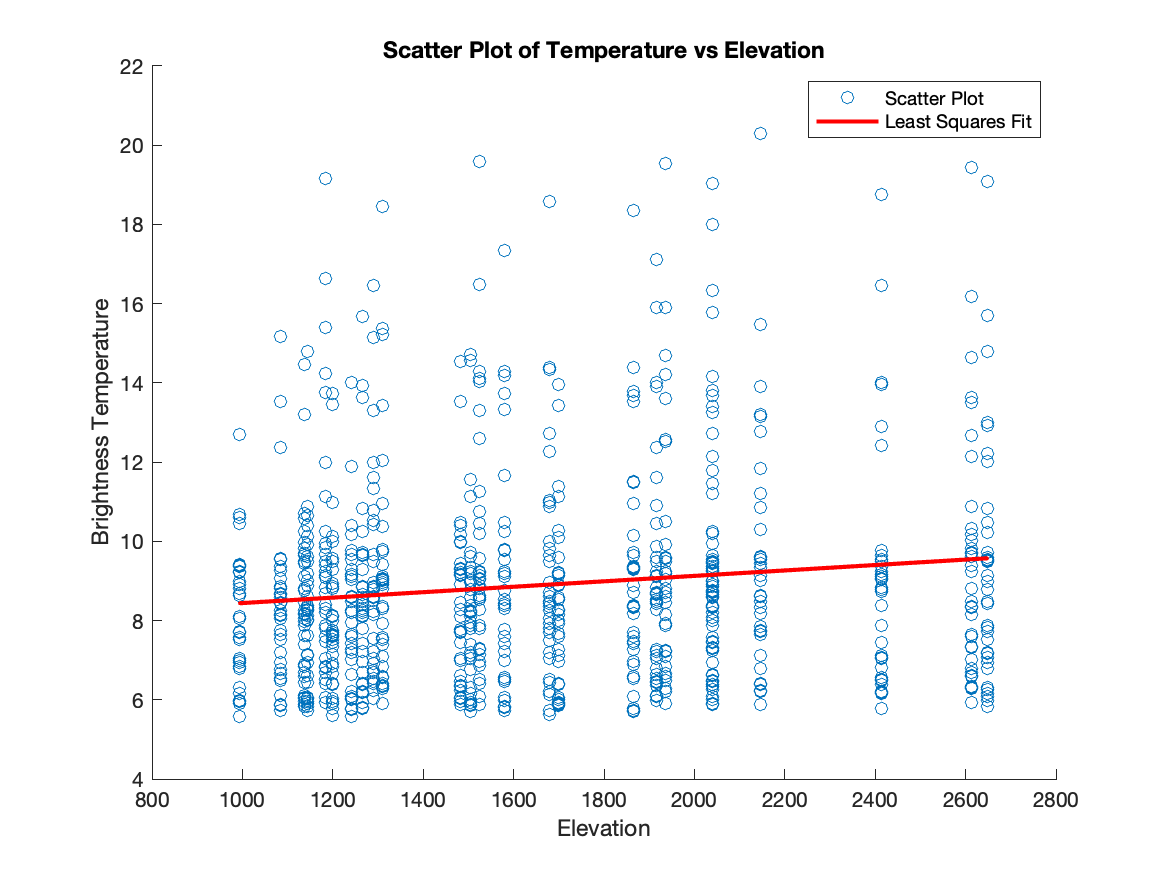 Scatter Plot of Temperature vs Elevation
Scatter Plot
Least Squares Fit
Brightness Temperature
22
20
18
16
14
12
10
8
6
4
800 1000 1200 1400 1600 1800 2000 2200 2400 2600 2800
Elevation